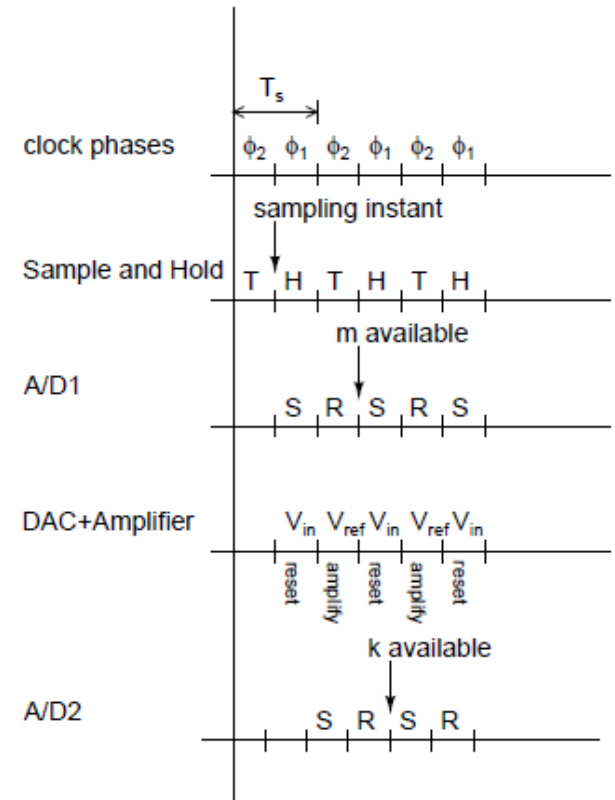 Tₛ
clock phases ϕ₂ ϕ₁ ϕ₂ ϕ₁ ϕ₂ ϕ₁
sampling instant
Sample and Hold T H T H T H
m available
A/D1
S R S R S
DAC+Amplifier Vᵢₙ Vref Vᵢₙ Vref Vᵢₙ
reset amplify reset amplify reset
k available
A/D2 S R S R